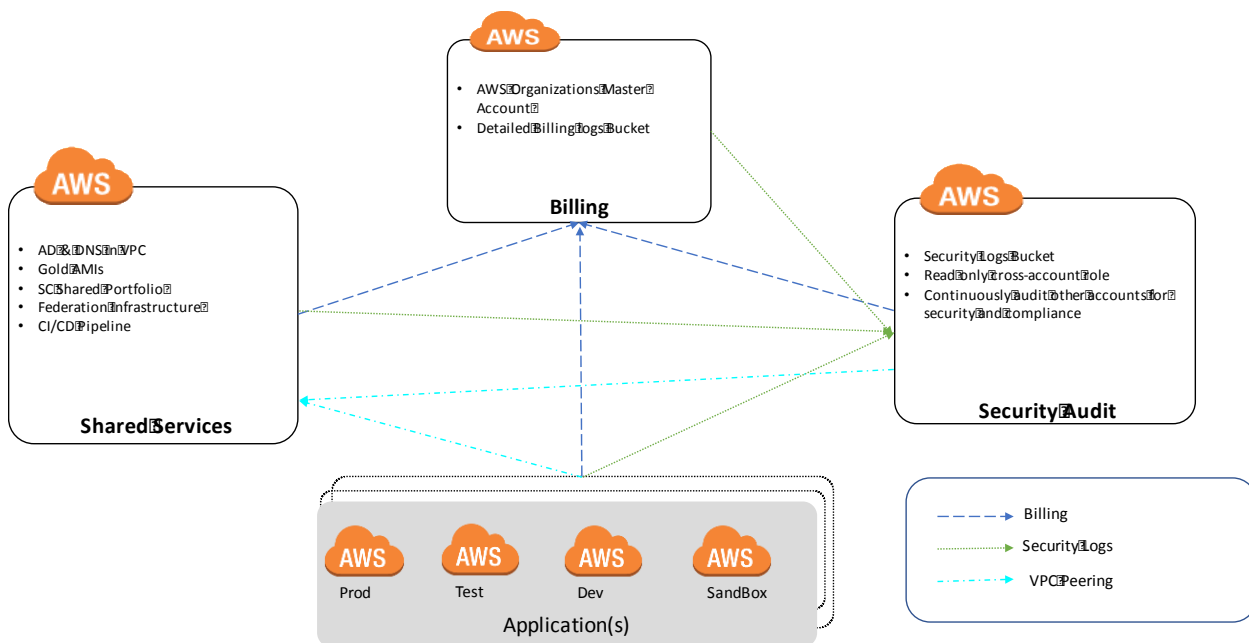 AWS
• AWS Organizations Master
Account
• Detailed Billing logs Bucket
Billing
AWS
• AD & DNS in VPC
• Gold AMIs
• SC Shared Portfolio
• Federation Infrastructure
• CI/CD Pipeline
Shared Services
AWS
• Security Logs Bucket
• Read only cross-account role
• Continuously audit other accounts for
security and compliance
Security Audit
AWS
Prod
AWS
Test
AWS
Dev
AWS
SandBox
Application(s)
Billing
Security Logs
VPC Peering